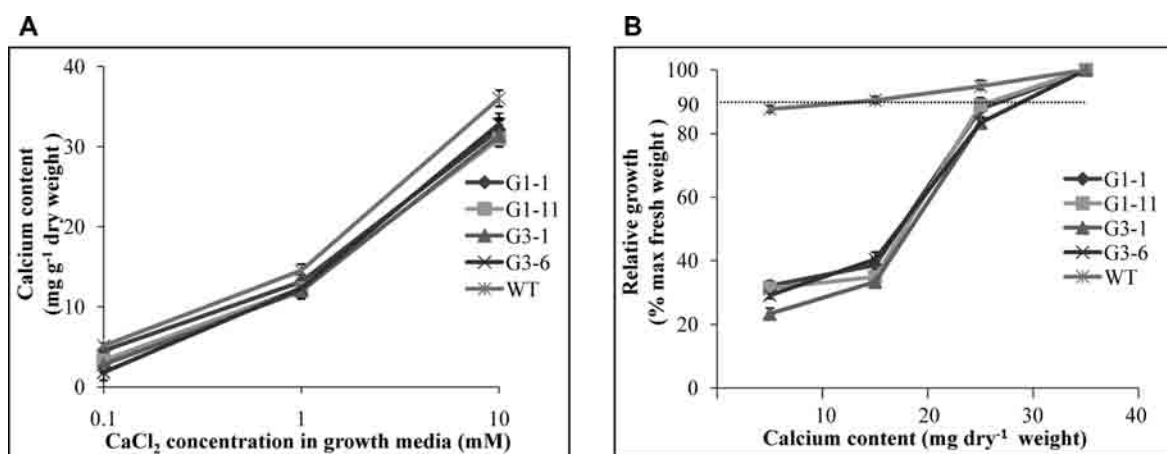 A
Calcium content
(mg g⁻¹ dry weight)
40
30
20
10
0
0.1
1
10
CaCl₂ concentration in growth media (mM)
G1-1
G1-11
G3-1
G3-6
WT
B
Relative growth
(% max fresh weight)
100
90
80
60
40
20
0
10
20
30
40
Calcium content (mg dry⁻¹ weight)
G1-1
G1-11
G3-1
G3-6
WT